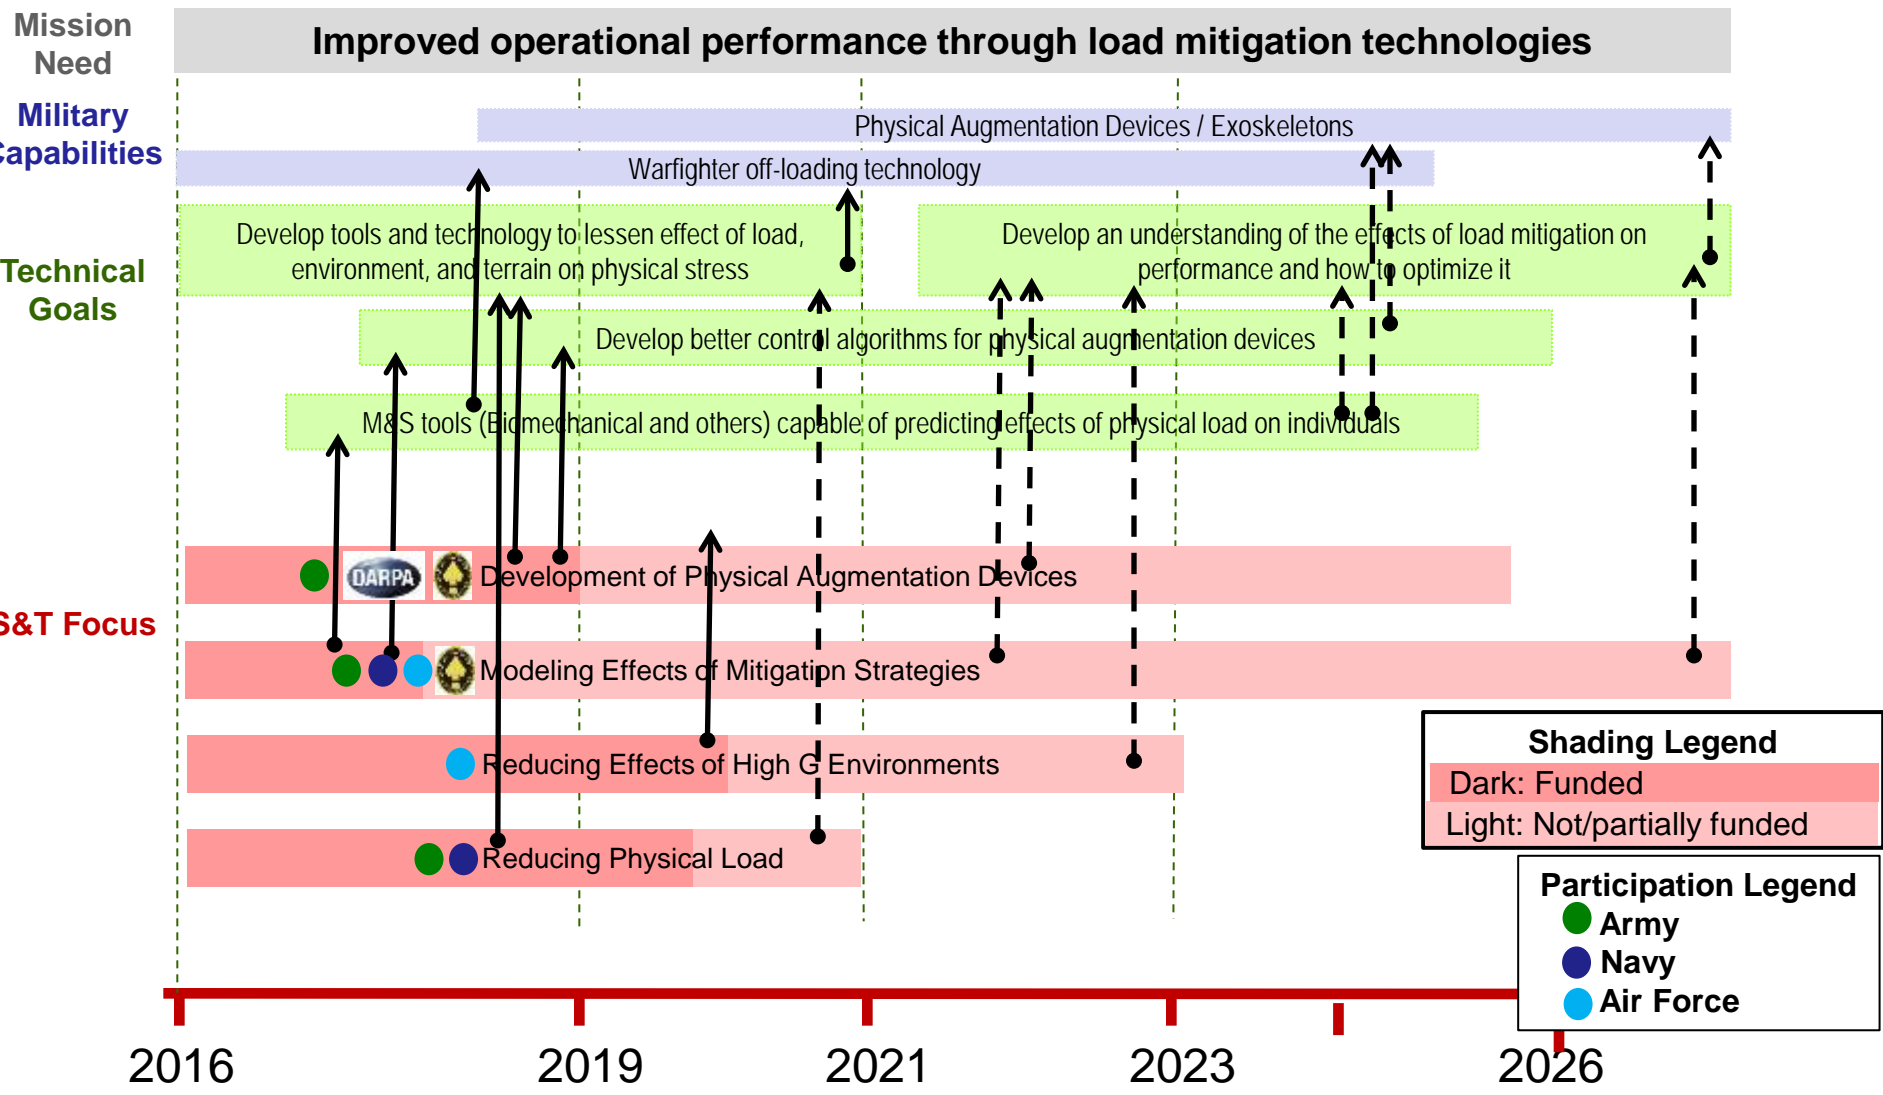 Mission
Need
Improved operational performance through load mitigation technologies
Military
Capabilities
Physical Augmentation Devices / Exoskeletons
Warfighter off-loading technology
Technical
Goals
Develop tools and technology to lessen effect of load,
environment, and terrain on physical stress
Develop an understanding of the effects of load mitigation on
performance and how to optimize it
Develop better control algorithms for physical augmentation devices
M&S tools (Biomechanical and others) capable of predicting effects of physical load on individuals
S&T Focus
DARPA
Development of Physical Augmentation Devices
Modeling Effects of Mitigation Strategies
Reducing Effects of High G Environments
Reducing Physical Load
Shading Legend
Dark: Funded
Light: Not/partially funded
Participation Legend
Army
Navy
Air Force
2016
2019
2021
2023
2026